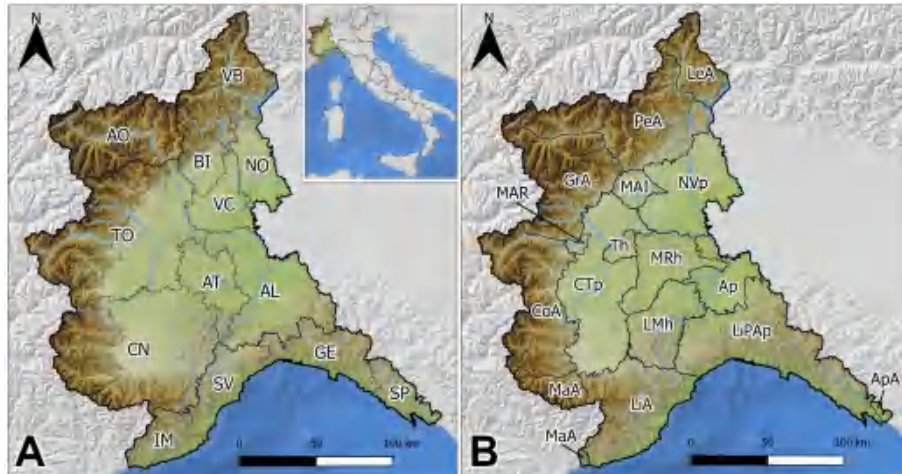 N
VB
AO
BI
NO
VC
TO
AT
AL
CN
GE
SV
SP
IM
A
0 50 100 km
N
LeA
PeA
GrA
MAI
NVp
MAR
Th
MRh
CTp
Ap
CoA
LMh
LiPAp
MaA
LiA
ApA
MaA
B
0 50 100 km